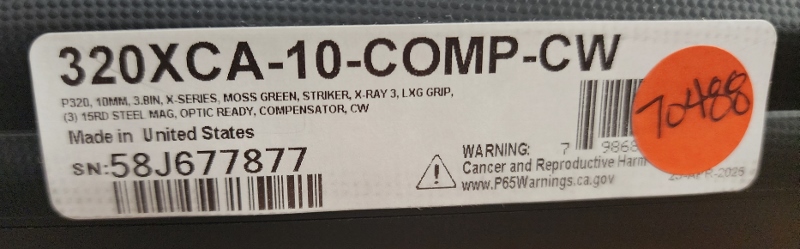 320XCA-10-COMP-CW
P320, 10MM, 3.8IN, X-SERIES, MOSS GREEN, STRIKER, X-RAY 3, LXG GRIP,
(3) 15RD STEEL MAG, OPTIC READY, COMPENSATOR, CW
Made in United States
SN:58J677877
WARNING:
Cancer and Reproductive Harm
www.P65Warnings.ca.gov
7 9868
70488